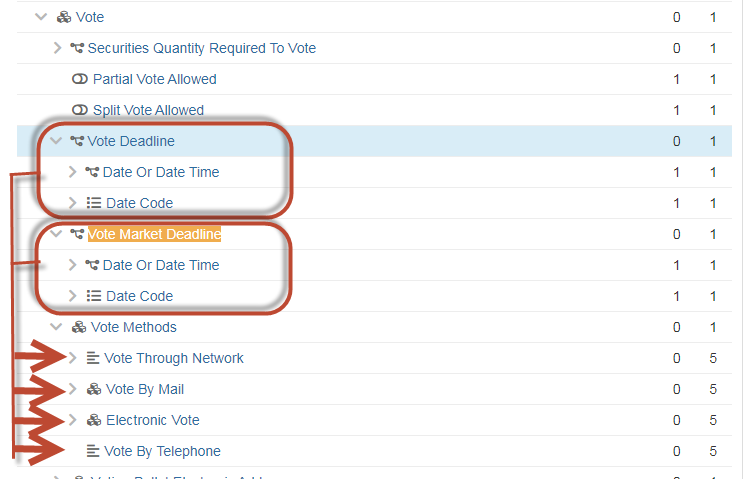 Vote 0 1
Securities Quantity Required To Vote 0 1
Partial Vote Allowed 1 1
Split Vote Allowed 1 1
Vote Deadline 0 1
Date Or Date Time 1 1
Date Code 1 1
Vote Market Deadline 0 1
Date Or Date Time 1 1
Date Code 1 1
Vote Methods 0 1
Vote Through Network 0 5
Vote By Mail 0 5
Electronic Vote 0 5
Vote By Telephone 0 5